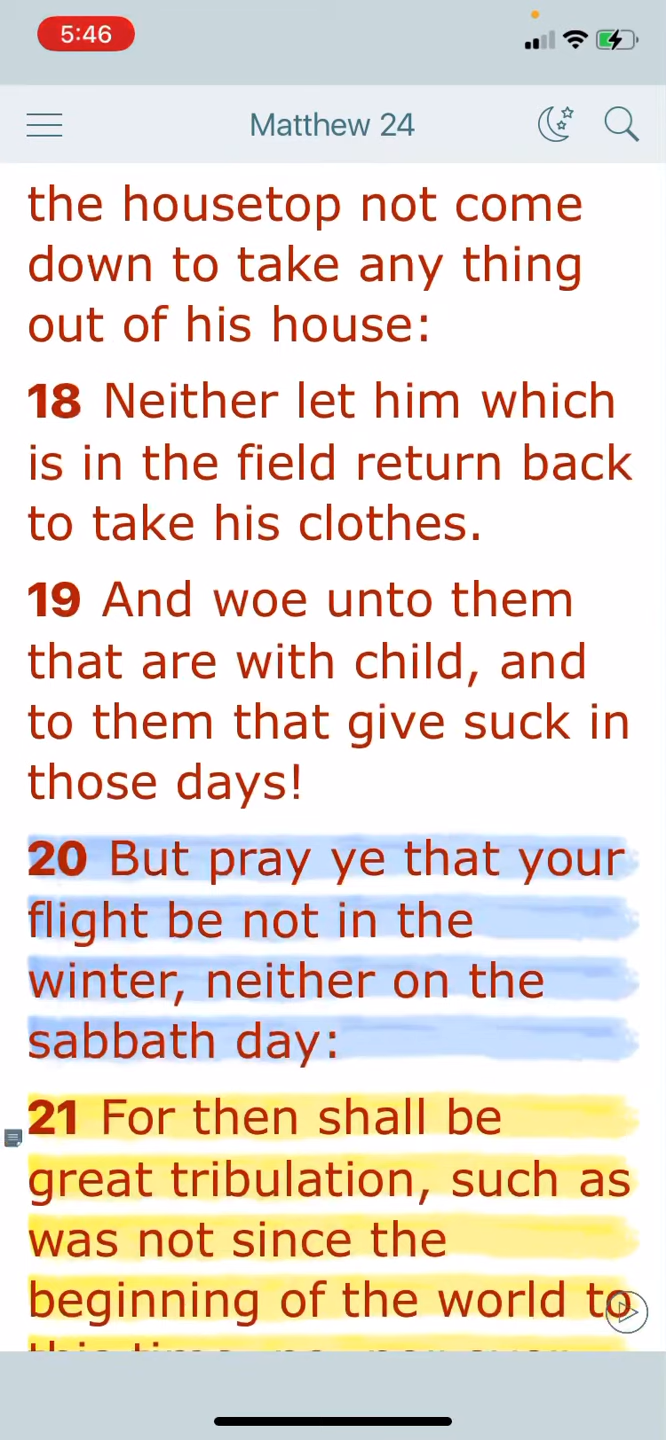 5:46
Matthew 24
the housetop not come
down to take any thing
out of his house:
18 Neither let him which
is in the field return back
to take his clothes.
19 And woe unto them
that are with child, and
to them that give suck in
those days!
20 But pray ye that your
flight be not in the
winter, neither on the
sabbath day:
21 For then shall be
great tribulation, such as
was not since the
beginning of the world to